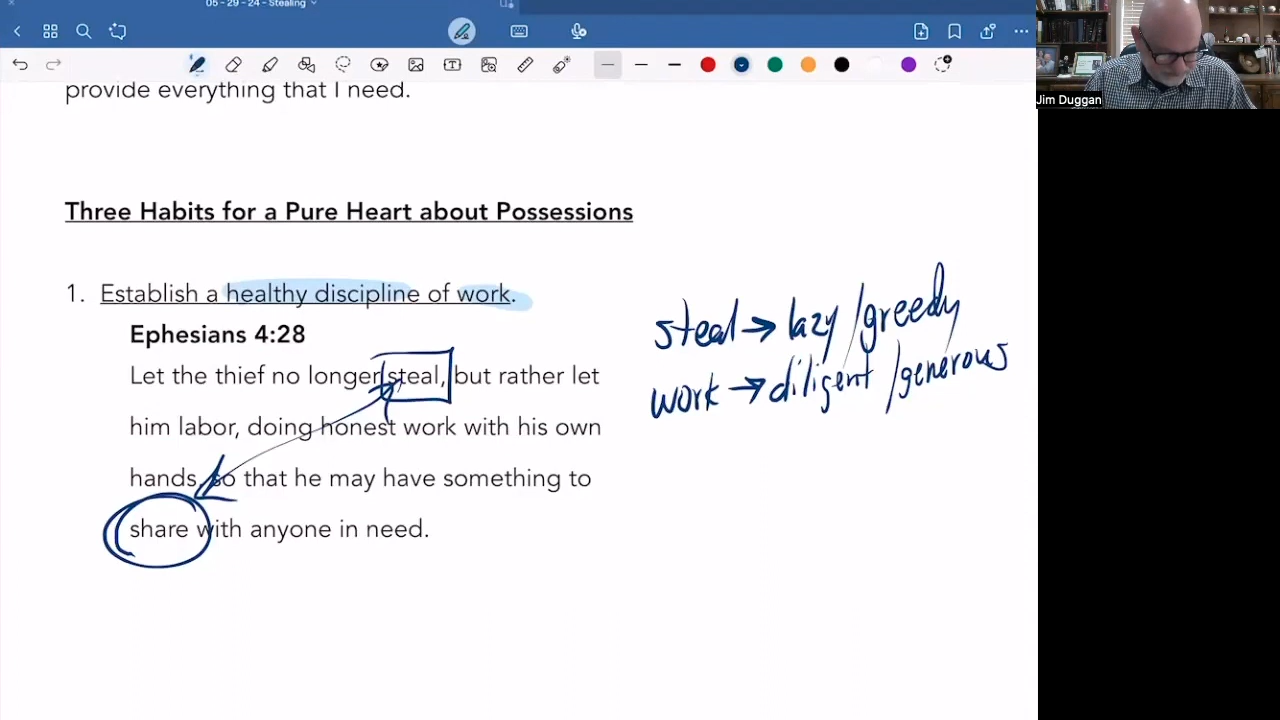 05 - 29 - 24 - Stealing
provide everything that I need.
Jim Duggan
Three Habits for a Pure Heart about Possessions
1. Establish a healthy discipline of work.
Ephesians 4:28
Let the thief no longer steal, but rather let
him labor, doing honest work with his own
hands, so that he may have something to
share with anyone in need.
steal → lazy / greedy
work → diligent / generous